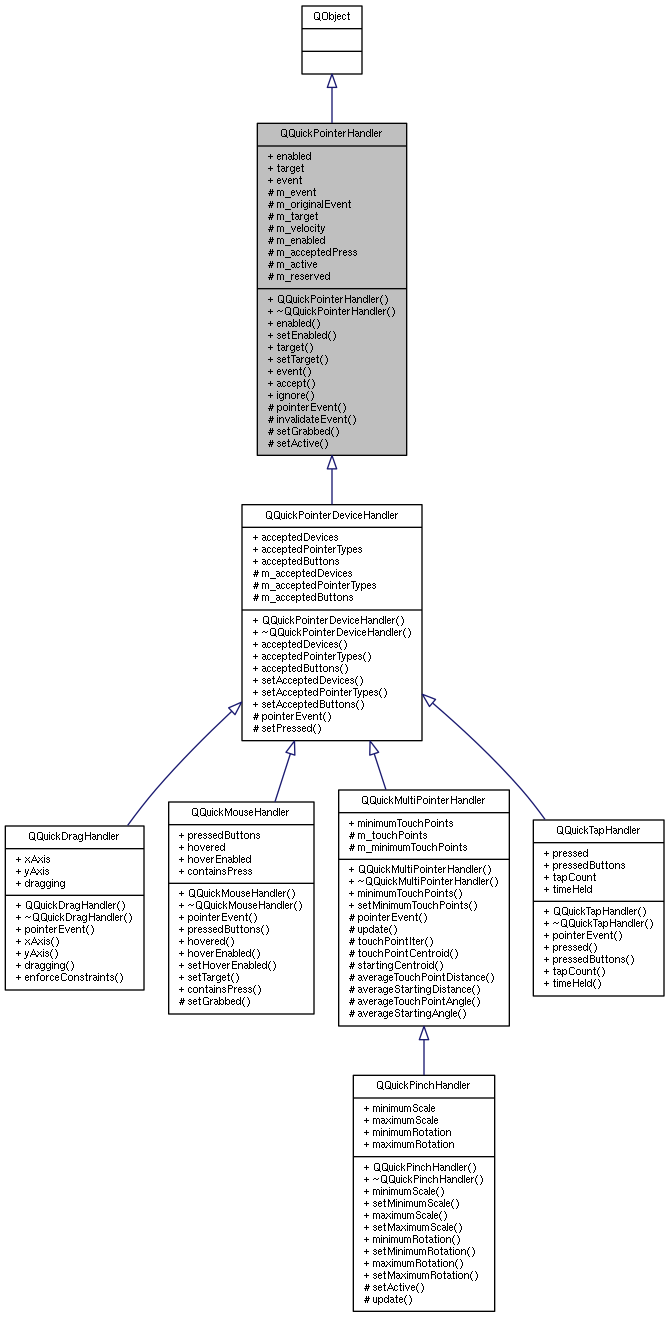 QObject
QQuickPointerHandler
+ enabled
+ target
+ event
# m_event
# m_originalEvent
# m_target
# m_velocity
# m_enabled
# m_acceptedPress
# m_active
# m_reserved
+ QQuickPointerHandler()
+ ~QQuickPointerHandler()
+ enabled()
+ setEnabled()
+ target()
+ setTarget()
+ event()
+ accept()
+ ignore()
# pointerEvent()
# invalidateEvent()
# setGrabbed()
# setActive()
QQuickPointerDeviceHandler
+ acceptedDevices
+ acceptedPointerTypes
+ acceptedButtons
# m_acceptedDevices
# m_acceptedPointerTypes
# m_acceptedButtons
+ QQuickPointerDeviceHandler()
+ ~QQuickPointerDeviceHandler()
+ acceptedDevices()
+ acceptedPointerTypes()
+ acceptedButtons()
+ setAcceptedDevices()
+ setAcceptedPointerTypes()
+ setAcceptedButtons()
# pointerEvent()
# setPressed()
QQuickDragHandler
+ xAxis
+ yAxis
+ dragging
+ QQuickDragHandler()
+ ~QQuickDragHandler()
+ pointerEvent()
+ xAxis()
+ yAxis()
+ dragging()
+ enforceConstraints()
QQuickMouseHandler
+ pressedButtons
+ hovered
+ hoverEnabled
+ containsPress
+ QQuickMouseHandler()
+ ~QQuickMouseHandler()
+ pointerEvent()
+ pressedButtons()
+ hovered()
+ hoverEnabled()
+ setHoverEnabled()
+ setTarget()
+ containsPress()
# setGrabbed()
QQuickMultiPointerHandler
+ minimumTouchPoints
# m_touchPoints
# m_minimumTouchPoints
+ QQuickMultiPointerHandler()
+ ~QQuickMultiPointerHandler()
+ minimumTouchPoints()
+ setMinimumTouchPoints()
# pointerEvent()
# update()
# touchPointIter()
# touchPointCentroid()
# startingCentroid()
# averageTouchPointDistance()
# averageStartingDistance()
# averageTouchPointAngle()
# averageStartingAngle()
QQuickTapHandler
+ pressed
+ pressedButtons
+ tapCount
+ timeHeld
+ QQuickTapHandler()
+ ~QQuickTapHandler()
+ pointerEvent()
+ pressed()
+ pressedButtons()
+ tapCount()
+ timeHeld()
QQuickPinchHandler
+ minimumScale
+ maximumScale
+ minimumRotation
+ maximumRotation
+ QQuickPinchHandler()
+ ~QQuickPinchHandler()
+ minimumScale()
+ setMinimumScale()
+ maximumScale()
+ setMaximumScale()
+ minimumRotation()
+ setMinimumRotation()
+ maximumRotation()
+ setMaximumRotation()
# setActive()
# update()